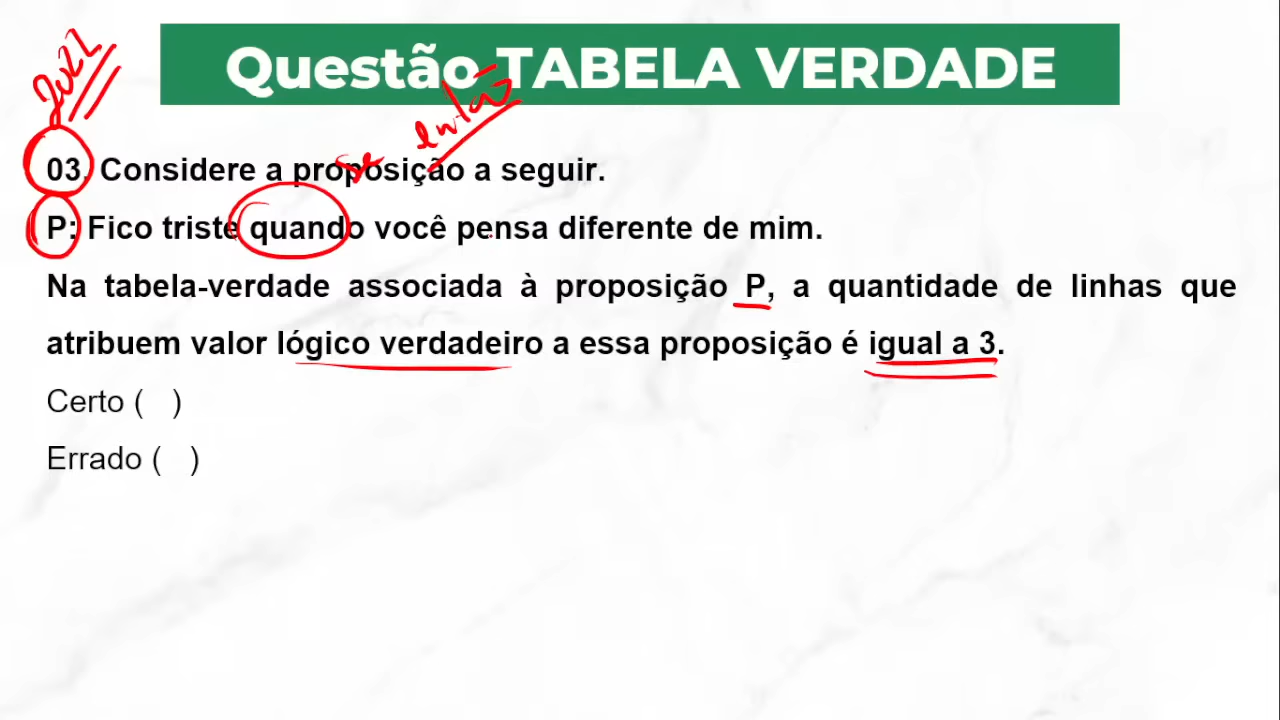 Questão TABELA VERDADE
2022
se então
03. Considere a proposição a seguir.
P: Fico triste quando você pensa diferente de mim.
Na tabela-verdade associada à proposição P, a quantidade de linhas que
atribuem valor lógico verdadeiro a essa proposição é igual a 3.
Certo ( )
Errado ( )